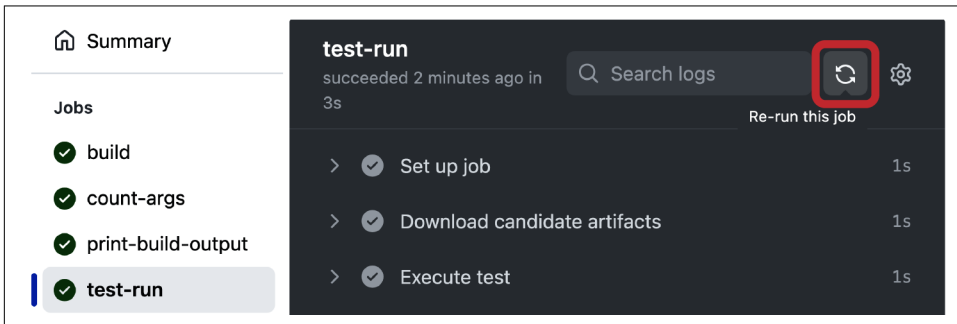 Summary
Jobs
build
count-args
print-build-output
test-run
test-run
succeeded 2 minutes ago in
3s
Search logs
Re-run this job
Set up job 1s
Download candidate artifacts 1s
Execute test 1s